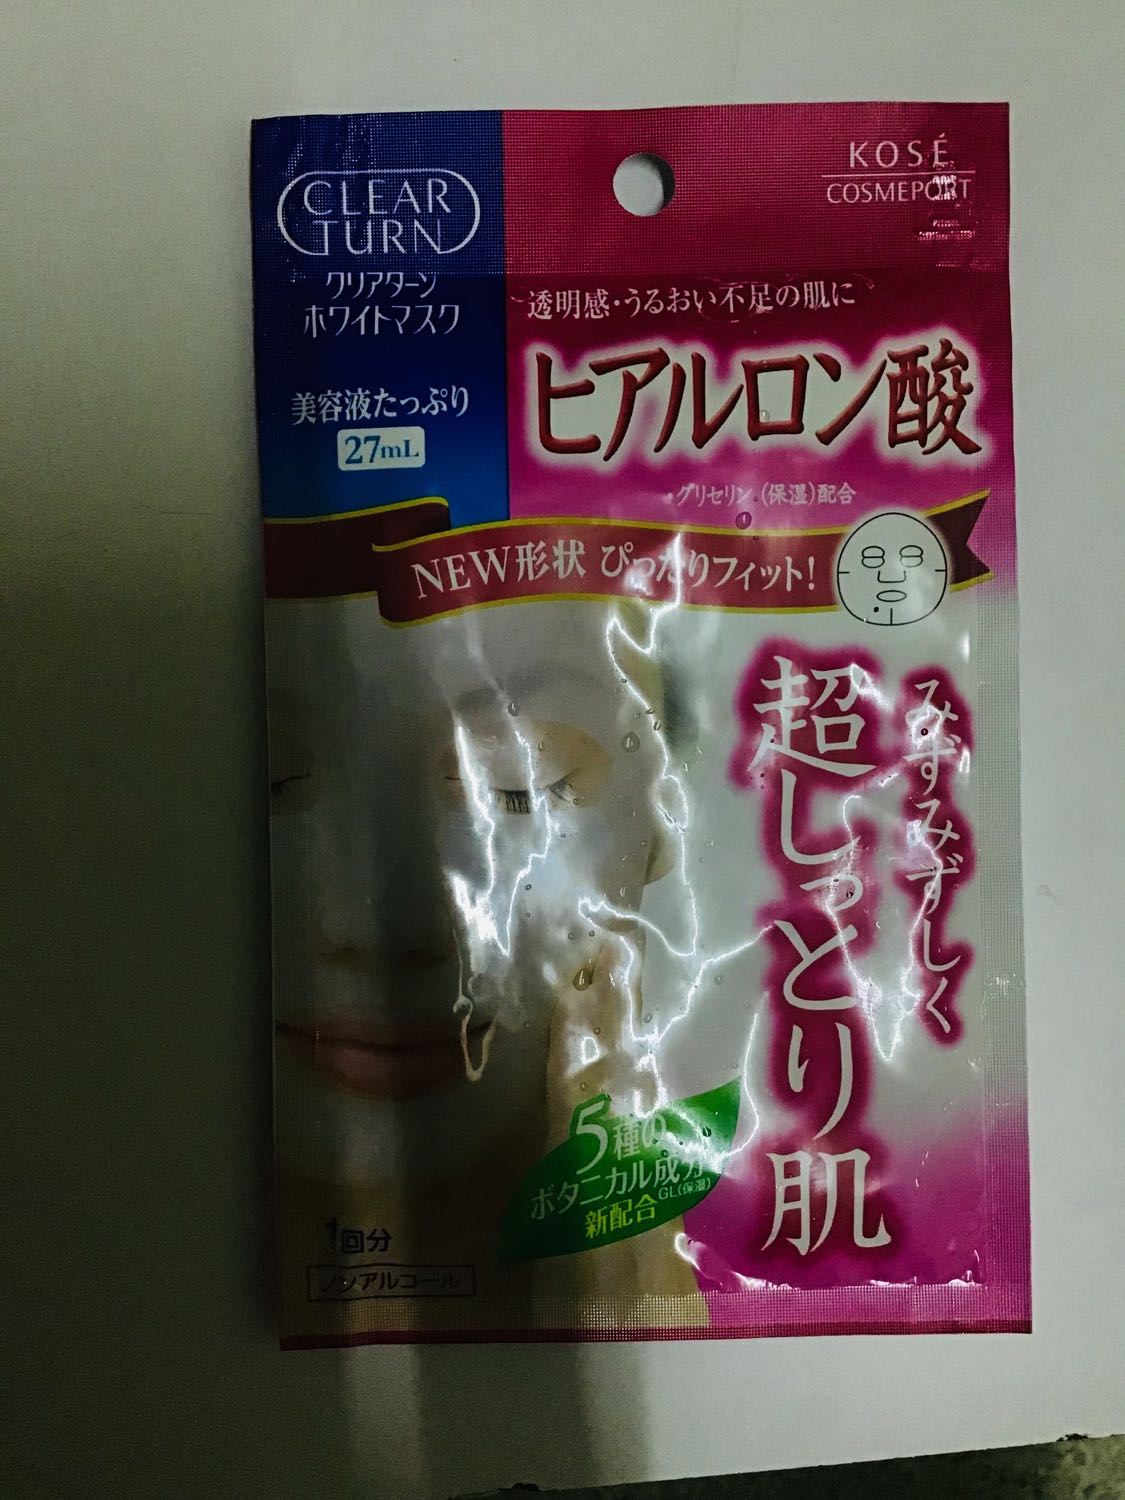 CLEAR
TURN
クリアターン
ホワイトマスク
美容液たっぷり
27mL
KOSÉ
COSMEPORT
透明感・うるおい不足の肌に
ヒアルロン酸
グリセリン(保湿)配合
NEW形状 ぴったりフィット!
みずみずしく
超しっとり肌
5種の
ボタニカル成分
GL(保湿)
新配合
1回分
ノンアルコール